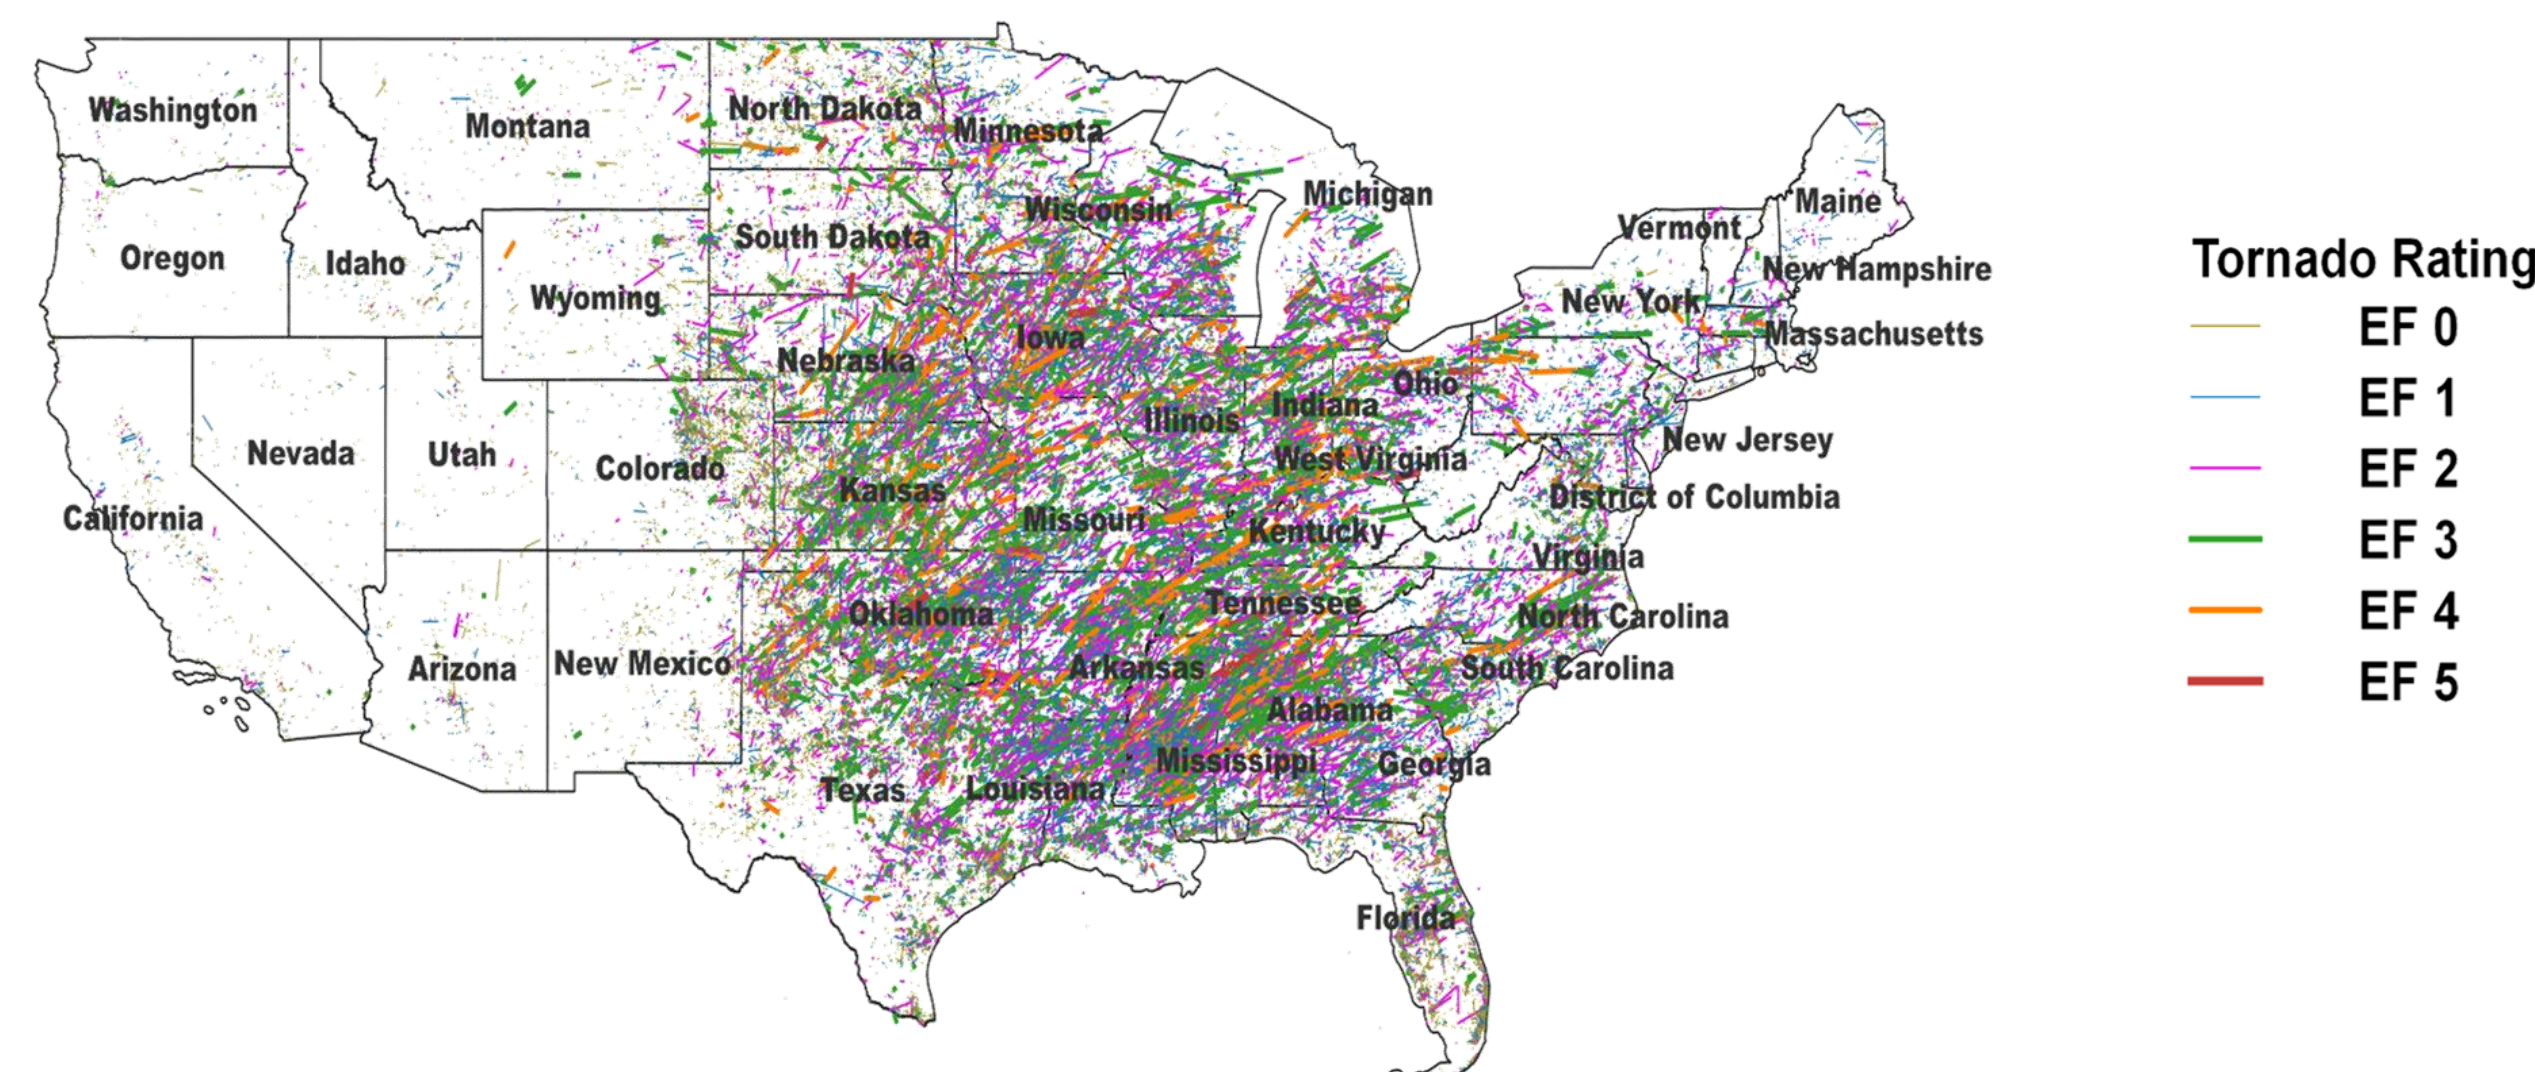 Washington
Montana
North Dakota
Minnesota
Michigan
Maine
Vermont
Wisconsin
South Dakota
Oregon
Idaho
New Hampshire
Wyoming
New York
Massachusetts
Iowa
Nebraska
Ohio
Illinois
Indiana
New Jersey
Nevada
Utah
Colorado
West Virginia
Kansas
District of Columbia
California
Missouri
Kentucky
Virginia
Oklahoma
Tennessee
North Carolina
Arizona
New Mexico
Arkansas
South Carolina
Alabama
Mississippi
Georgia
Texas
Louisiana
Florida
Tornado Rating
EF 0
EF 1
EF 2
EF 3
EF 4
EF 5